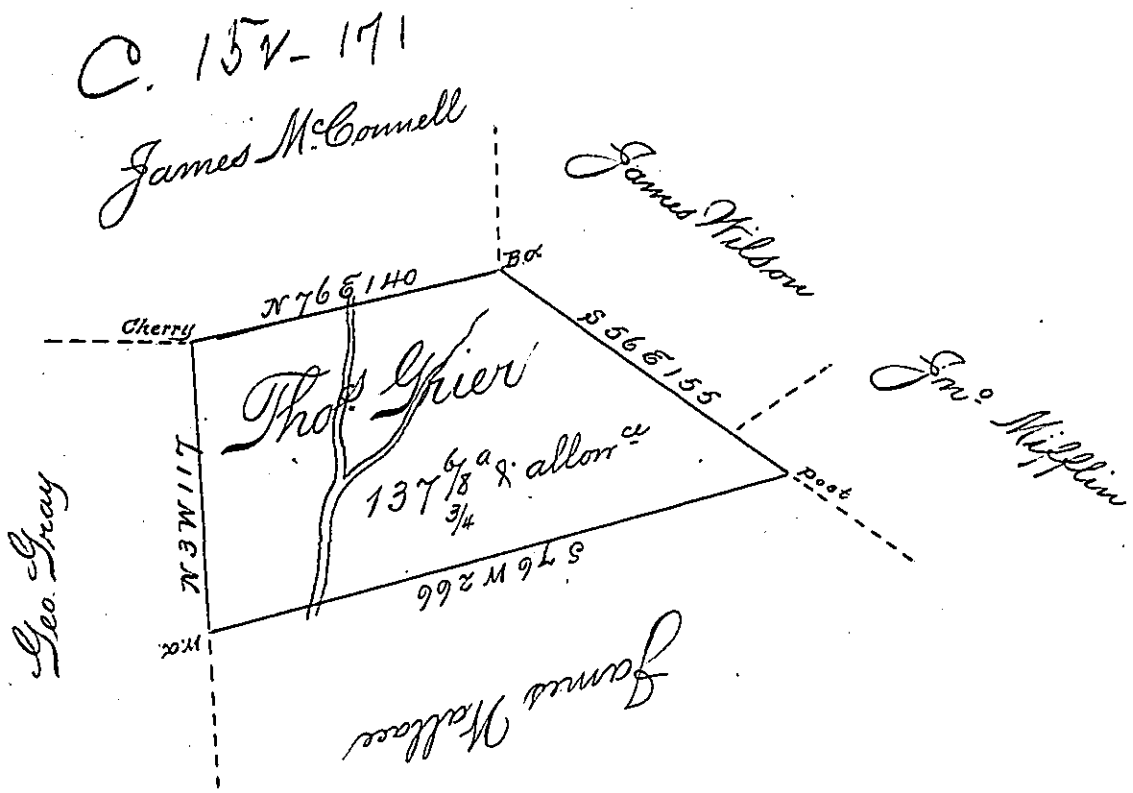 C. 152-171
James McConnell
James Wilson
Jno Mifflin
B.O
N 76 E 140
Cherry
S 56 E 155
Thos Grier
137 6/8 a & allowce
3/4
post
N 3 W 117
Geo. Gray
S 76 W 266
W.O.
James Wallace